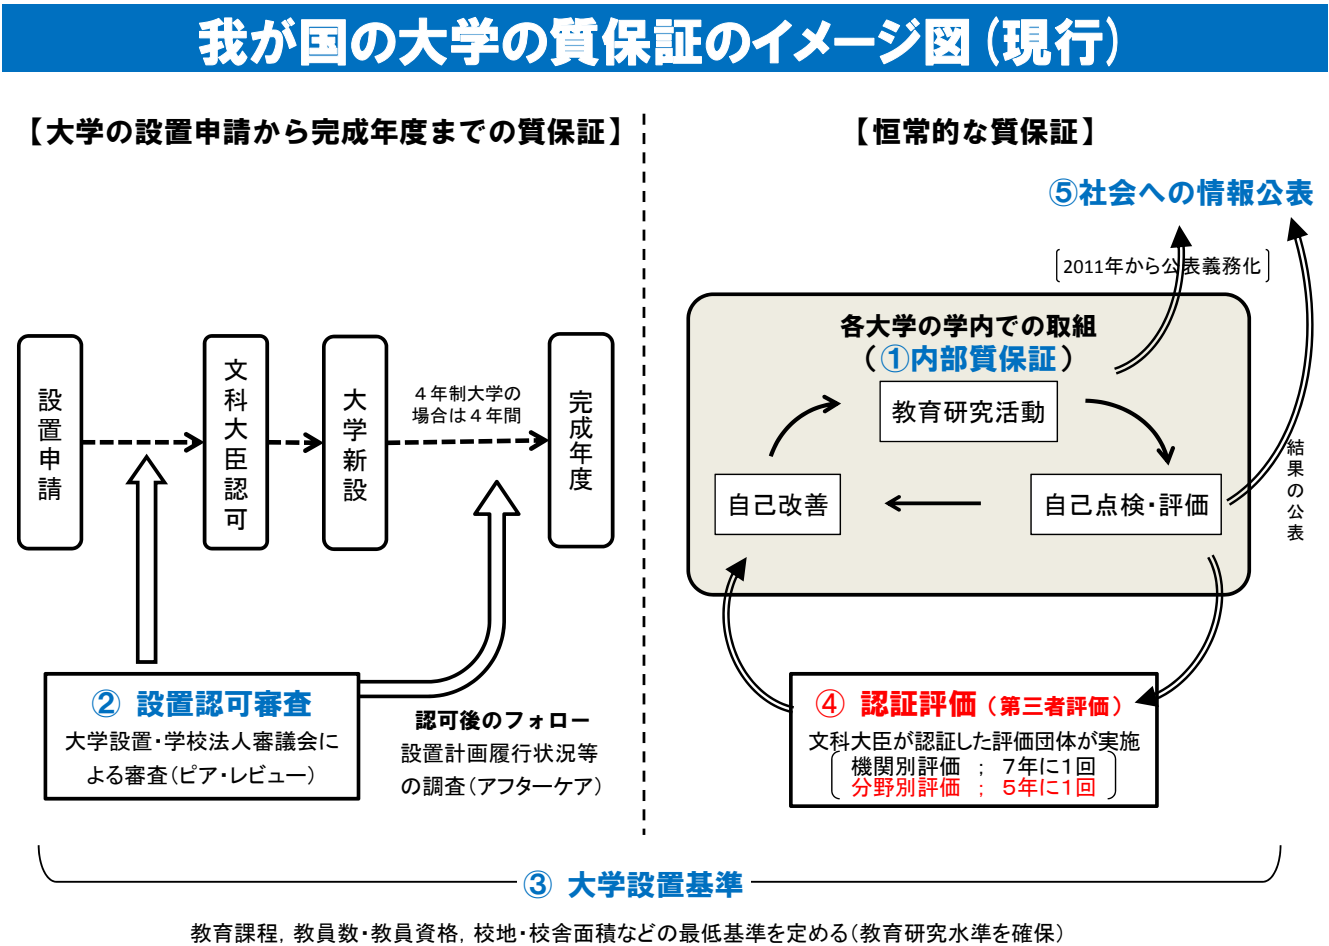 我が国の大学の質保証のイメージ図(現行)
【大学の設置申請から完成年度までの質保証】
設置申請
文科大臣認可
大学新設
4年制大学の
場合は4年間
完成年度
② 設置認可審査
大学設置・学校法人審議会に
よる審査(ピア・レビュー)
認可後のフォロー
設置計画履行状況等
の調査(アフターケア)
【恒常的な質保証】
⑤社会への情報公表
2011年から公表義務化
各大学の学内での取組
(①内部質保証)
教育研究活動
自己点検・評価
自己改善
結果の公表
④ 認証評価(第三者評価)
文科大臣が認証した評価団体が実施
機関別評価 ; 7年に1回
分野別評価 ; 5年に1回
③ 大学設置基準
教育課程, 教員数・教員資格, 校地・校舎面積などの最低基準を定める(教育研究水準を確保)